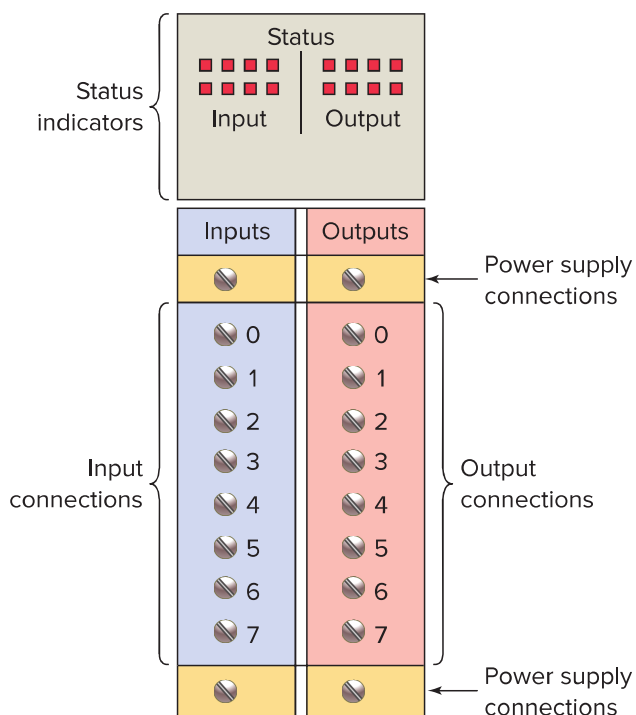 Status
Input Output
Status
indicators
Inputs Outputs
Power supply
connections
0 0
1 1
2 2
3 3
4 4
5 5
6 6
7 7
Input
connections
Output
connections
Power supply
connections